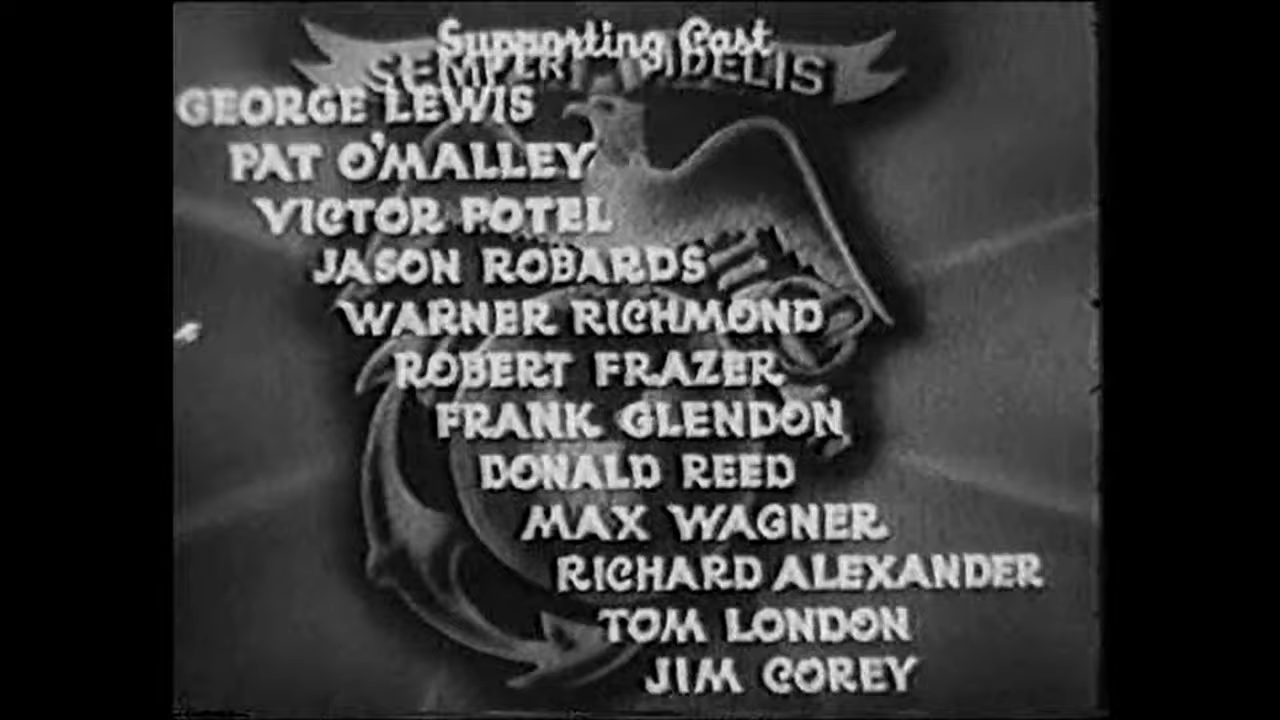 Supporting Cast
SEMPER FIDELIS
GEORGE LEWIS
PAT O'MALLEY
VICTOR POTEL
JASON ROBARDS
WARNER RICHMOND
ROBERT FRAZER
FRANK GLENDON
DONALD REED
MAX WAGNER
RICHARD ALEXANDER
TOM LONDON
JIM COREY